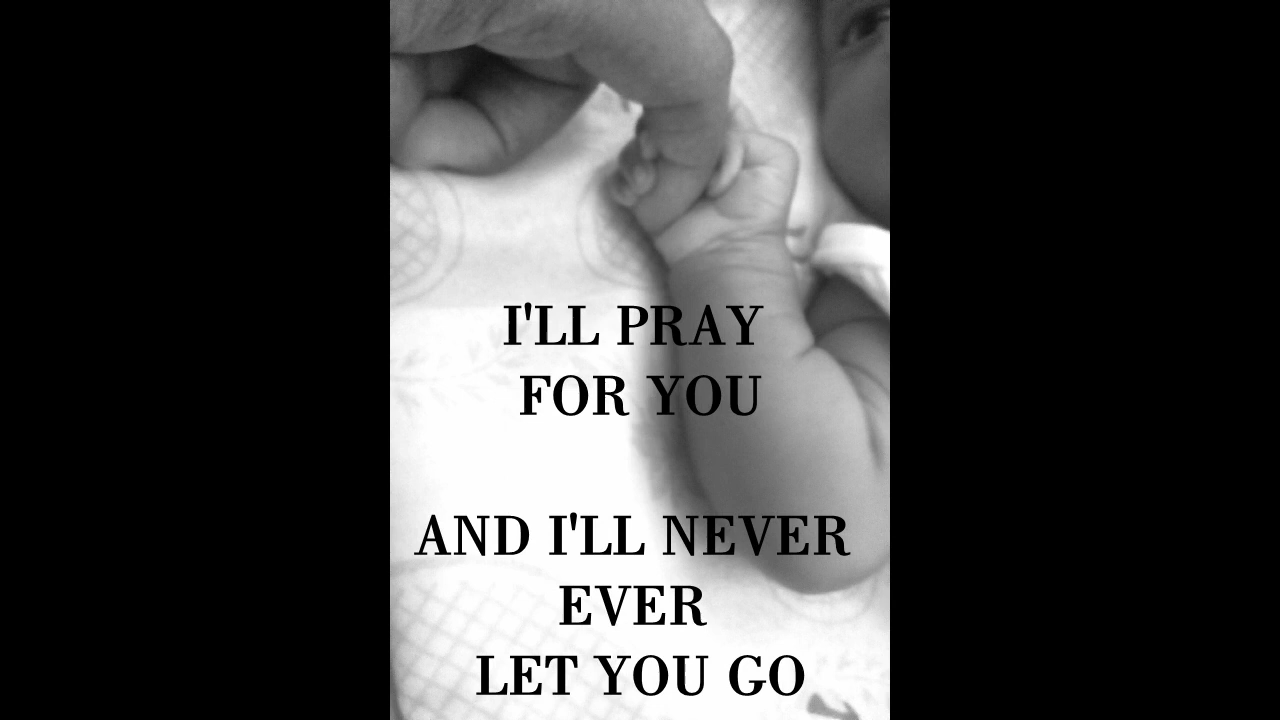 I'LL PRAY
FOR YOU
AND I'LL NEVER
EVER
LET YOU GO